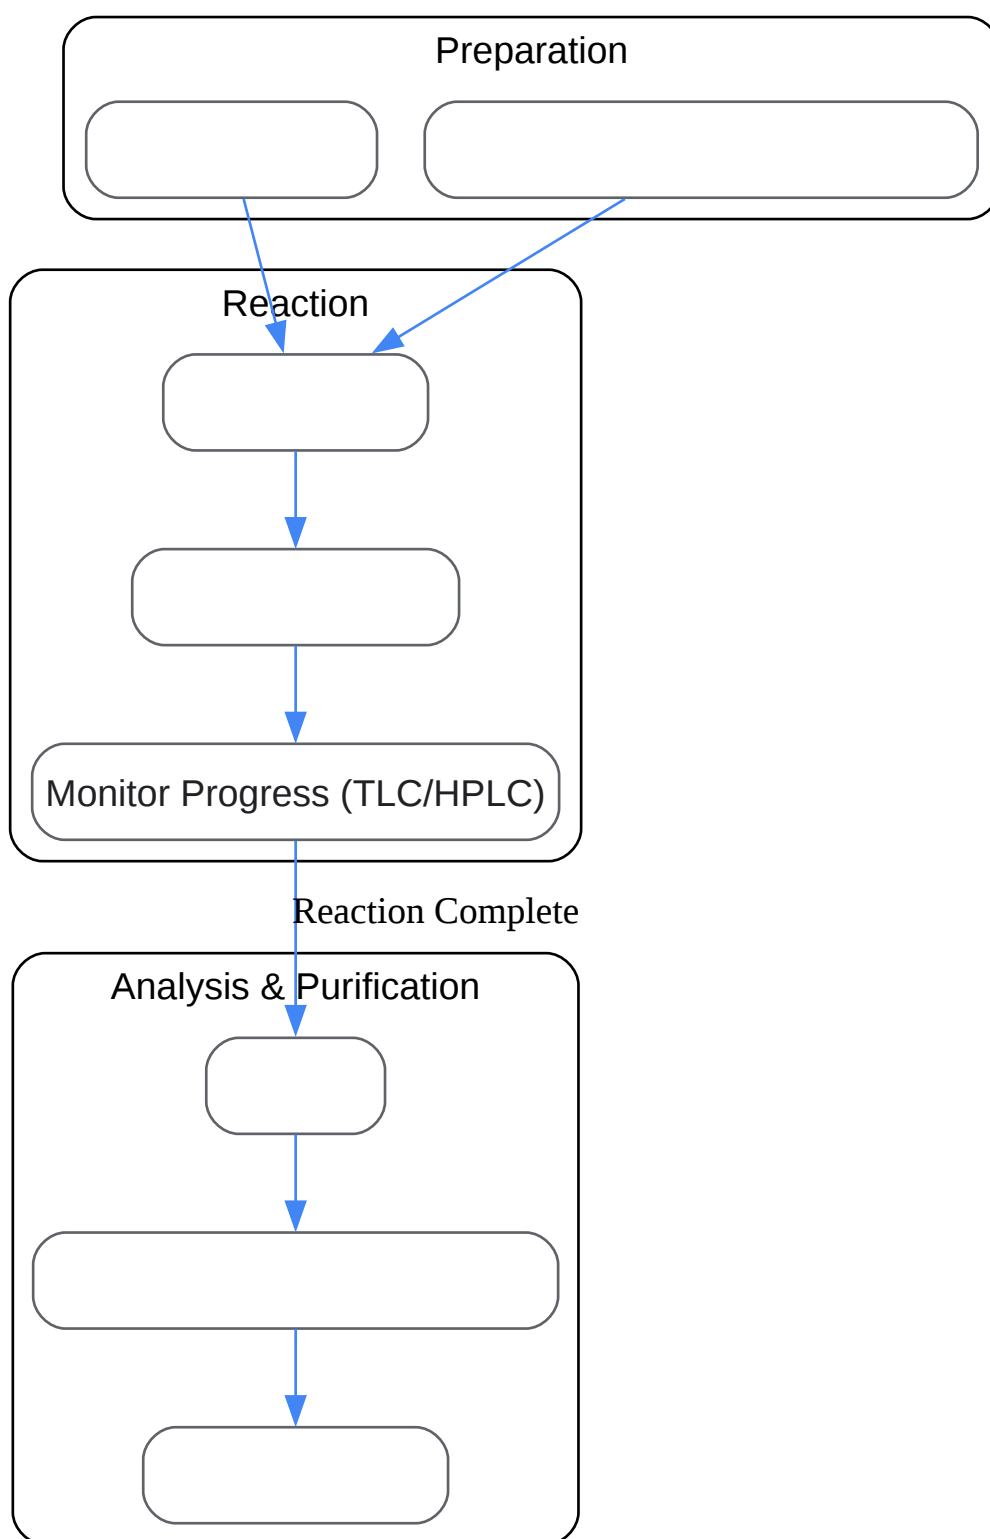 Preparation
Reaction
Monitor Progress (TLC/HPLC)
Reaction Complete
Analysis & Purification